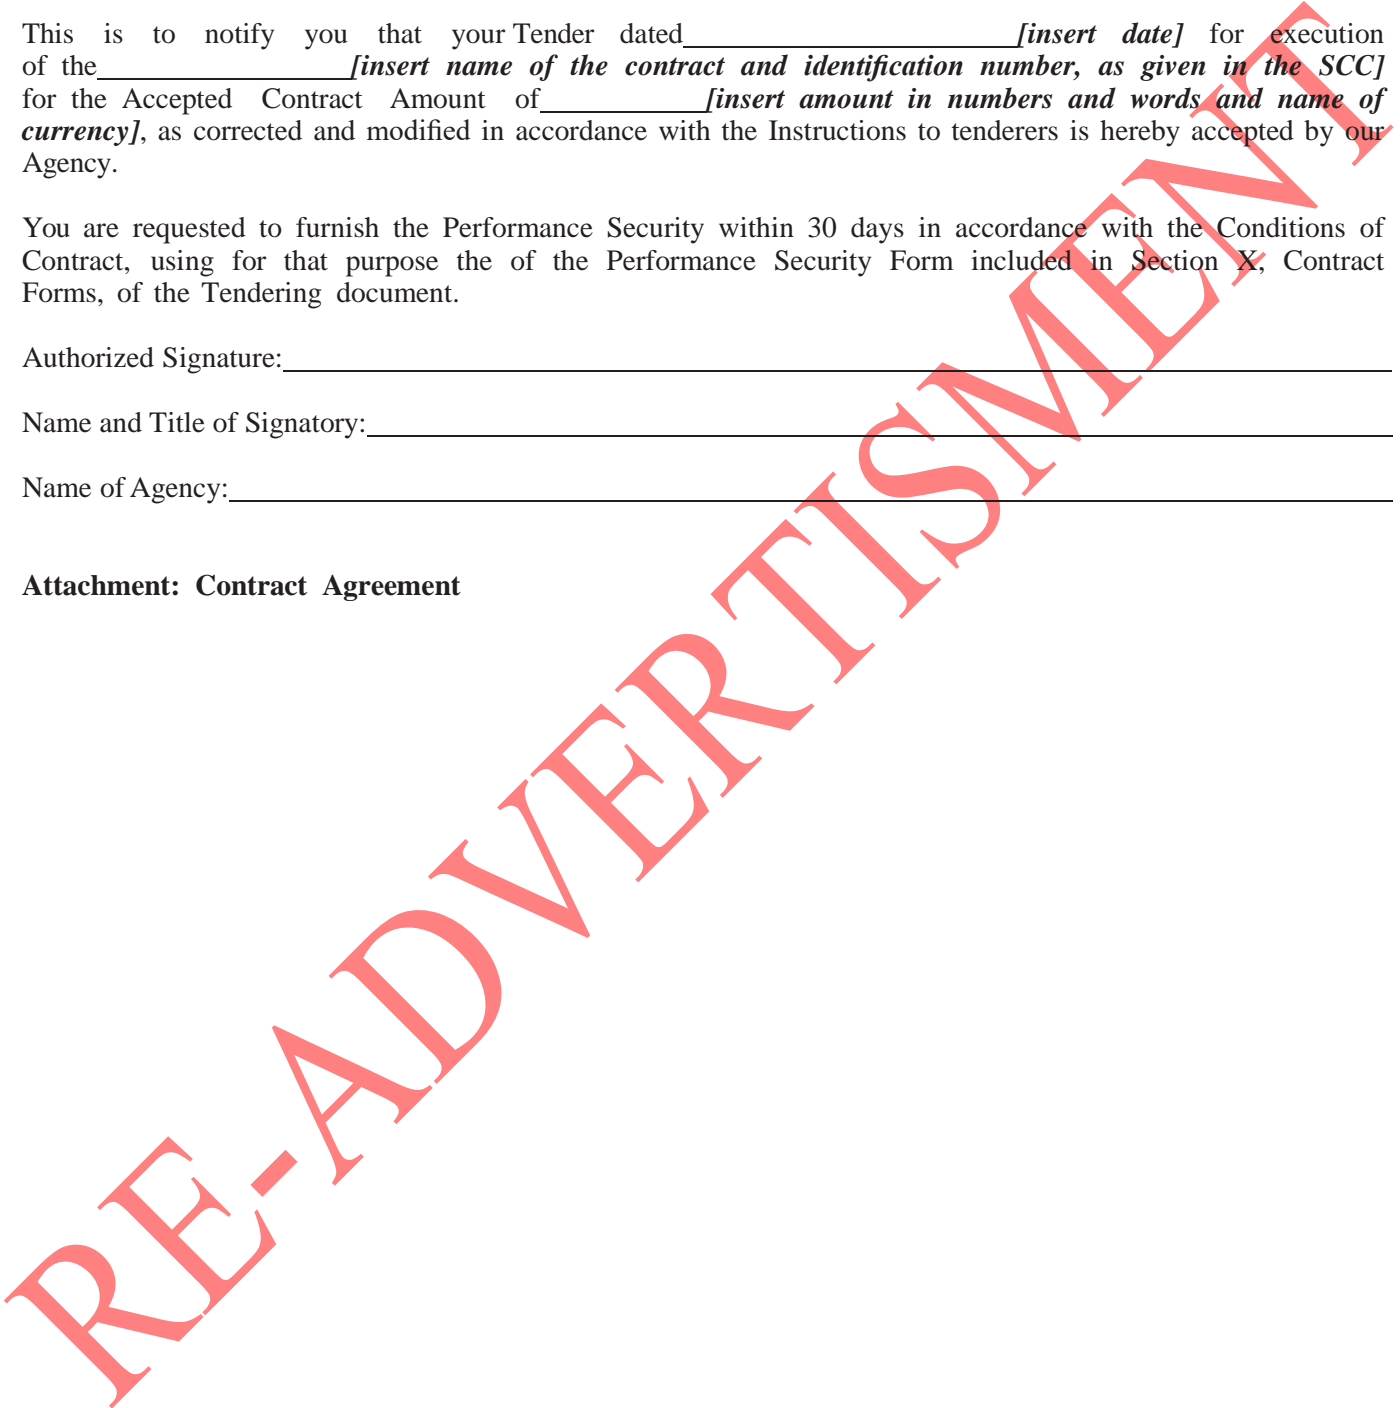 This is to notify you that your Tender dated______________________[insert date] for execution
of the_________________[insert name of the contract and identification number, as given in the SCC]
for the Accepted Contract Amount of___________[insert amount in numbers and words and name of
currency], as corrected and modified in accordance with the Instructions to tenderers is hereby accepted by our
Agency.
You are requested to furnish the Performance Security within 30 days in accordance with the Conditions of
Contract, using for that purpose the of the Performance Security Form included in Section X, Contract
Forms, of the Tendering document.
Authorized Signature:
Name and Title of Signatory:
Name of Agency:
Attachment: Contract Agreement
RE-ADVERTISMENT